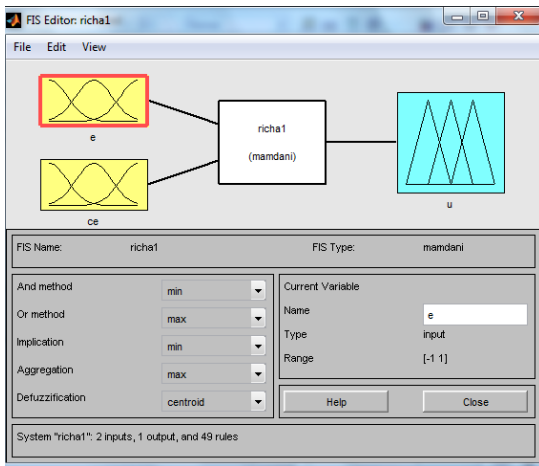 FIS Editor: richa1
File Edit View
e
ce
richa1
(mamdani)
u
FIS Name: richa1 FIS Type: mamdani
And method min
Or method max
Implication min
Aggregation max
Defuzzification centroid
Current Variable
Name e
Type input
Range [-1 1]
Help Close
System "richa1": 2 inputs, 1 output, and 49 rules